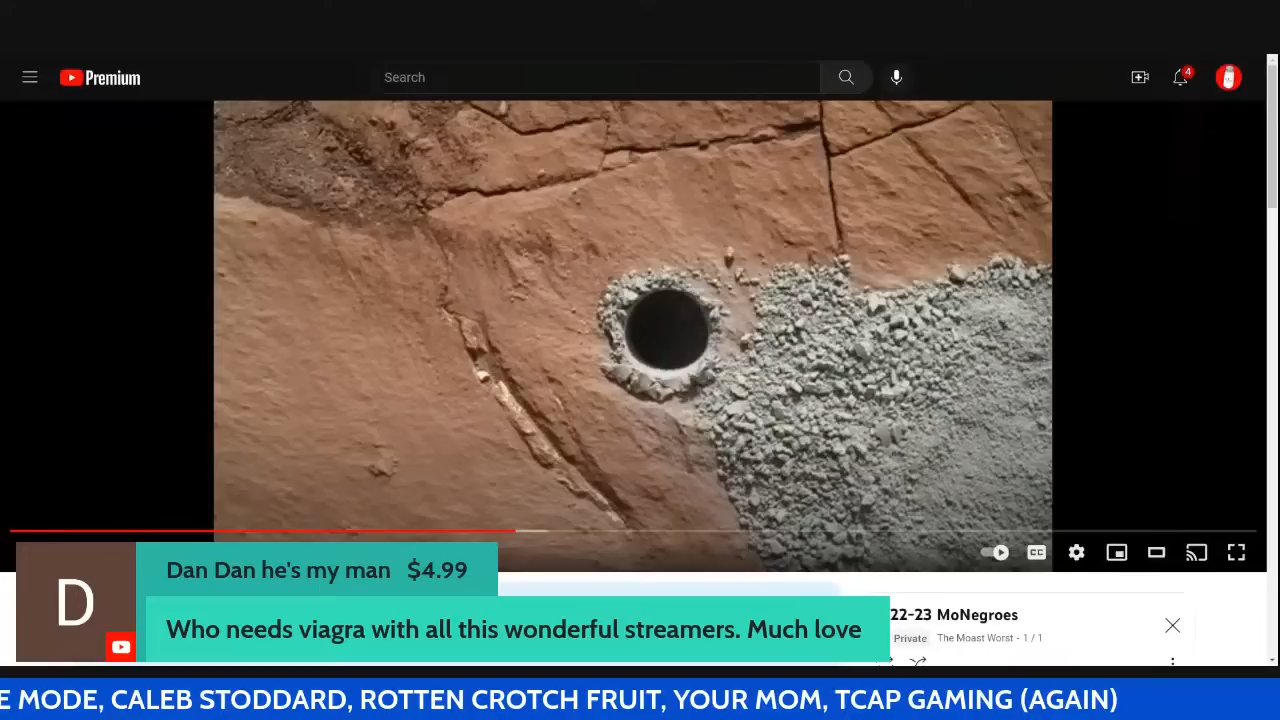 Premium
Search
4
CC
Dan Dan he's my man $4.99
D
Who needs viagra with all this wonderful streamers. Much love
22-23 MoNegroes
Private The Moast Worst - 1 / 1
E MODE, CALEB STODDARD, ROTTEN CROTCH FRUIT, YOUR MOM, TCAP GAMING (AGAIN)